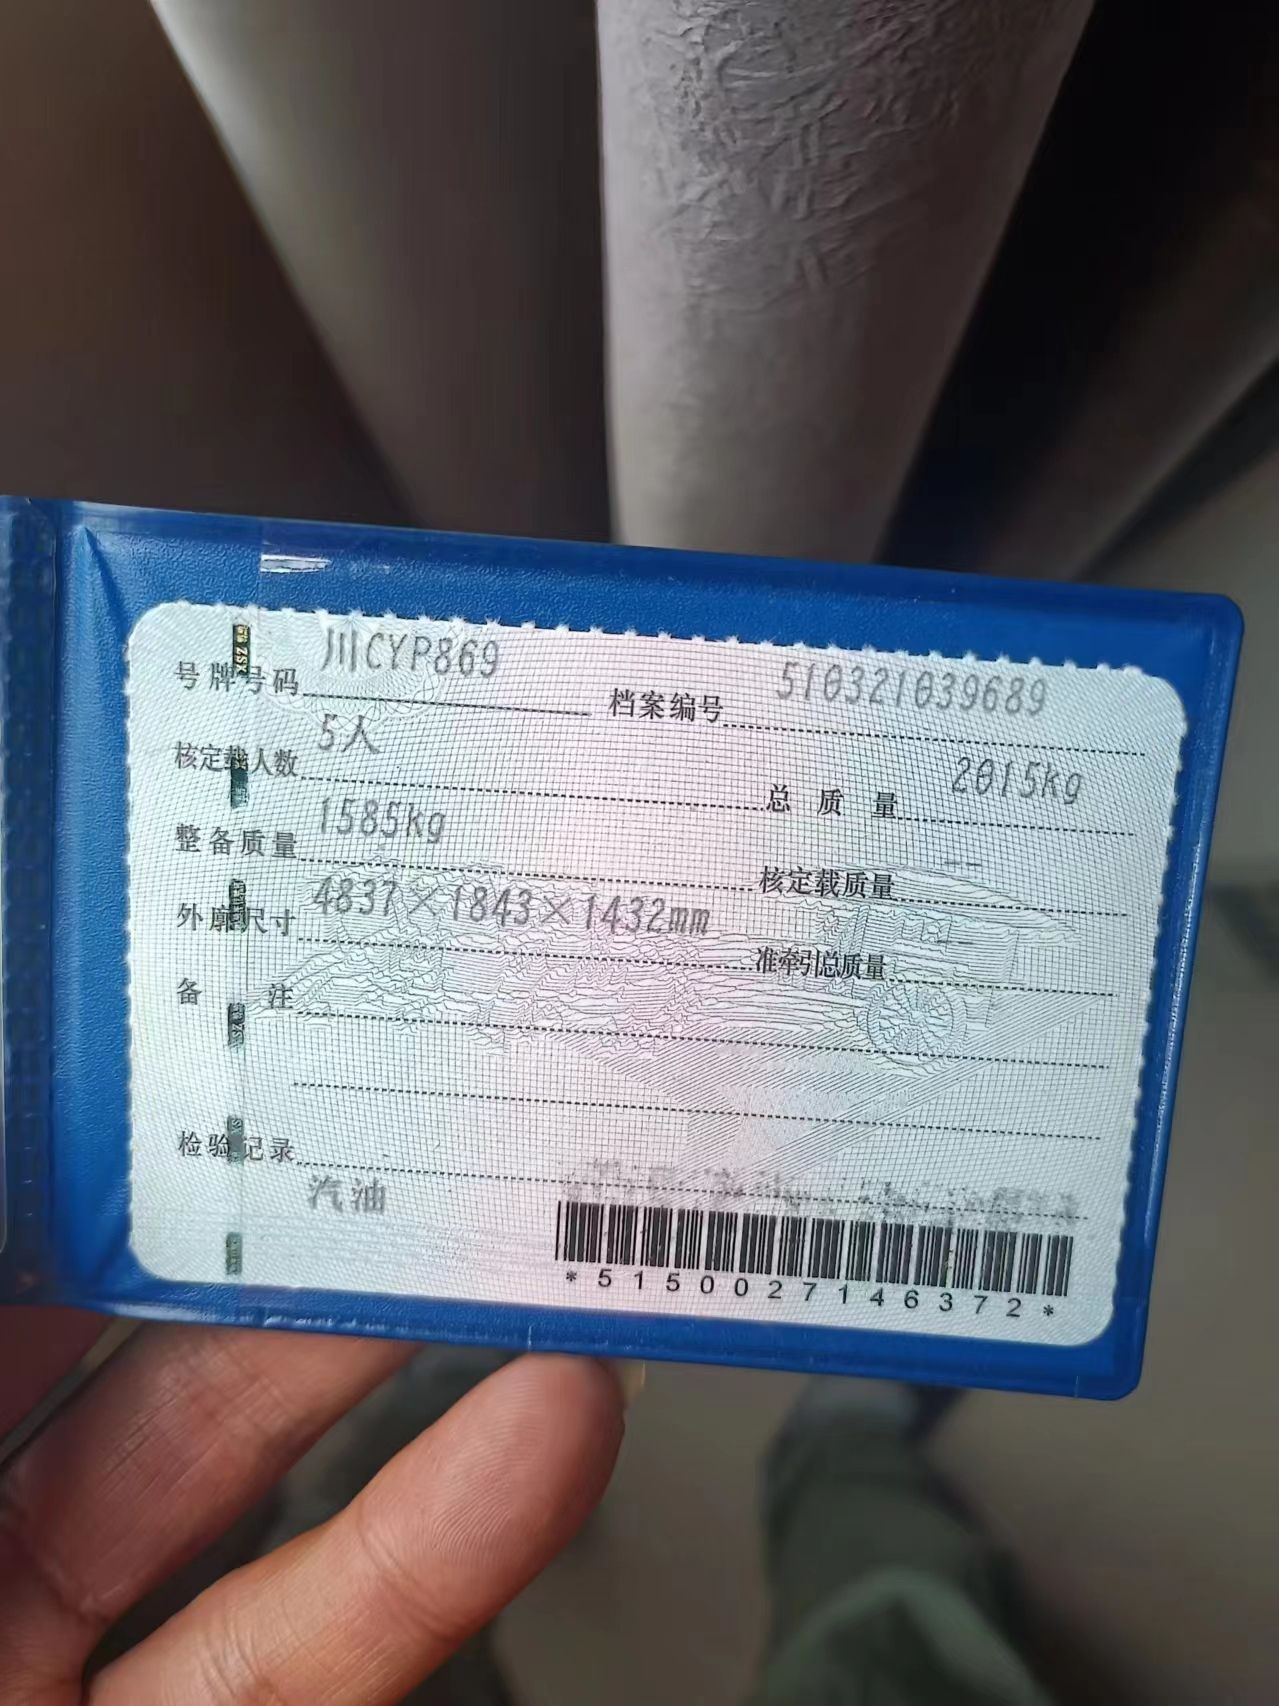 号牌号码 川CYP869 档案编号 510321039689
核定载人数 5人 总质量 2015kg
整备质量 1585kg 核定载质量 --
外廓尺寸 4837×1843×1432mm 准牵引总质量 --
备注
检验记录
汽油
*5150027146372*